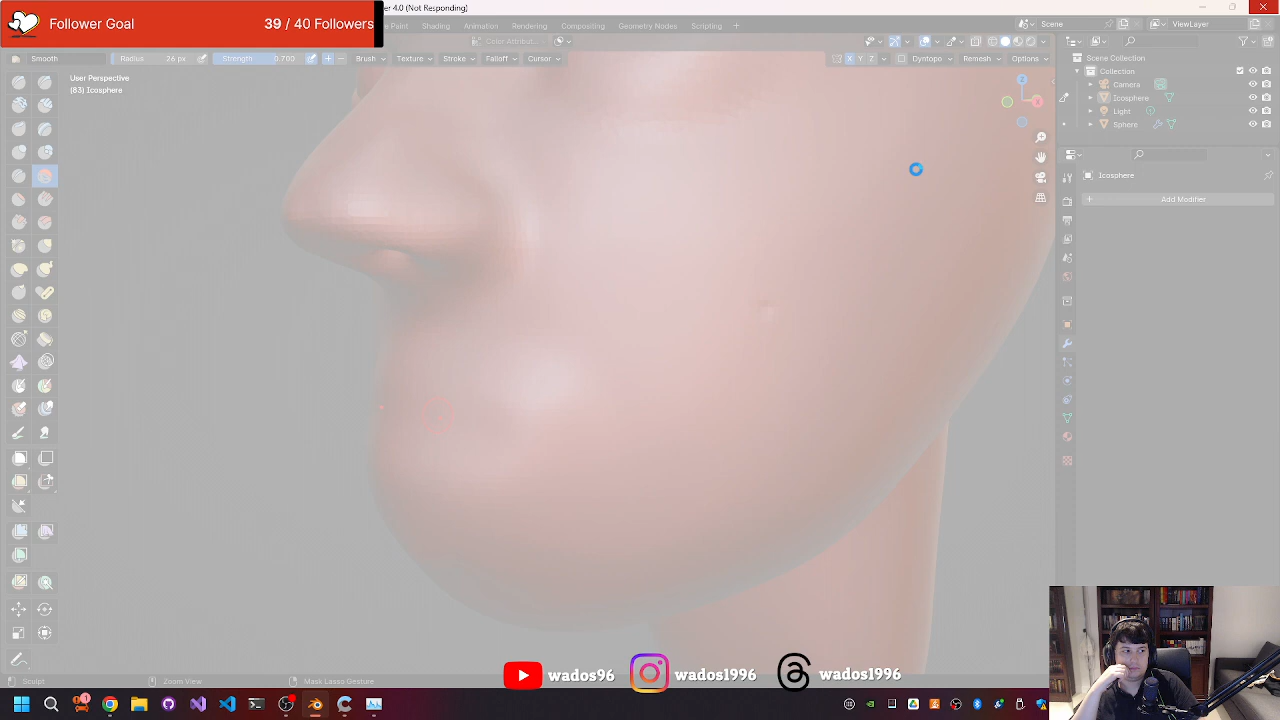 Follower Goal 39 / 40 Followers
4.0 (Not Responding)
Paint Shading Animation Rendering Compositing Geometry Nodes Scripting +
Scene
ViewLayer
Color Attribut...
Smooth Radius 26 px Strength 0.700 Brush Texture Stroke Falloff Cursor
X Y Z Dyntopo Remesh Options
User Perspective
(83) Icosphere
Z
X
Scene Collection
Collection
Camera
Icosphere
Light
Sphere
Icosphere
Add Modifier
Sculpt Zoom View Mask Lasso Gesture
wados96 wados1996 wados1996